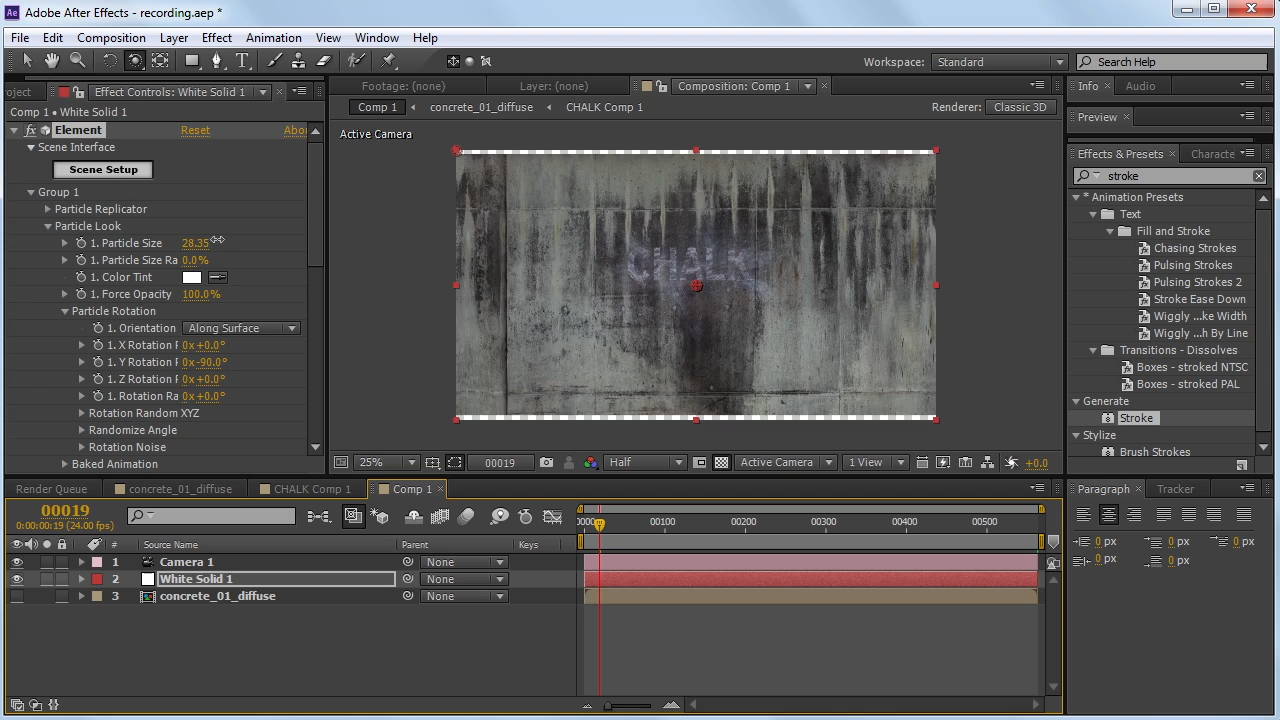 Adobe After Effects - recording.aep *
File Edit Composition Layer Effect Animation View Window Help
Workspace: Standard Search Help
roject Effect Controls: White Solid 1
Comp 1 • White Solid 1
fx Element Reset Abou
Scene Interface
Scene Setup
Group 1
Particle Replicator
Particle Look
1. Particle Size 28.35
1. Particle Size Ra 0.0%
1. Color Tint
1. Force Opacity 100.0%
Particle Rotation
1. Orientation Along Surface
1. X Rotation F 0x+0.0°
1. Y Rotation F 0x-90.0°
1. Z Rotation F 0x+0.0°
1. Rotation Ra 0x+0.0°
Rotation Random XYZ
Randomize Angle
Rotation Noise
Baked Animation
Footage: (none) Layer: (none) Composition: Comp 1
Comp 1 concrete_01_diffuse CHALK Comp 1 Renderer: Classic 3D
Active Camera
CHALK
25% 00019 Half Active Camera 1 View +0.0
Info Audio
Preview
Effects & Presets Characte
stroke
* Animation Presets
Text
Fill and Stroke
Chasing Strokes
Pulsing Strokes
Pulsing Strokes 2
Stroke Ease Down
Wiggly ...ke Width
Wiggly ...h By Line
Transitions - Dissolves
Boxes - stroked NTSC
Boxes - stroked PAL
Generate
Stroke
Stylize
Brush Strokes
Render Queue concrete_01_diffuse CHALK Comp 1 Comp 1
00019
0:00:00:19 (24.00 fps)
0000 00100 00200 00300 00400 00500
# Source Name Parent Keys
1 Camera 1 None
2 White Solid 1 None
3 concrete_01_diffuse None
Paragraph Tracker
0 px 0 px 0 px
0 px 0 px